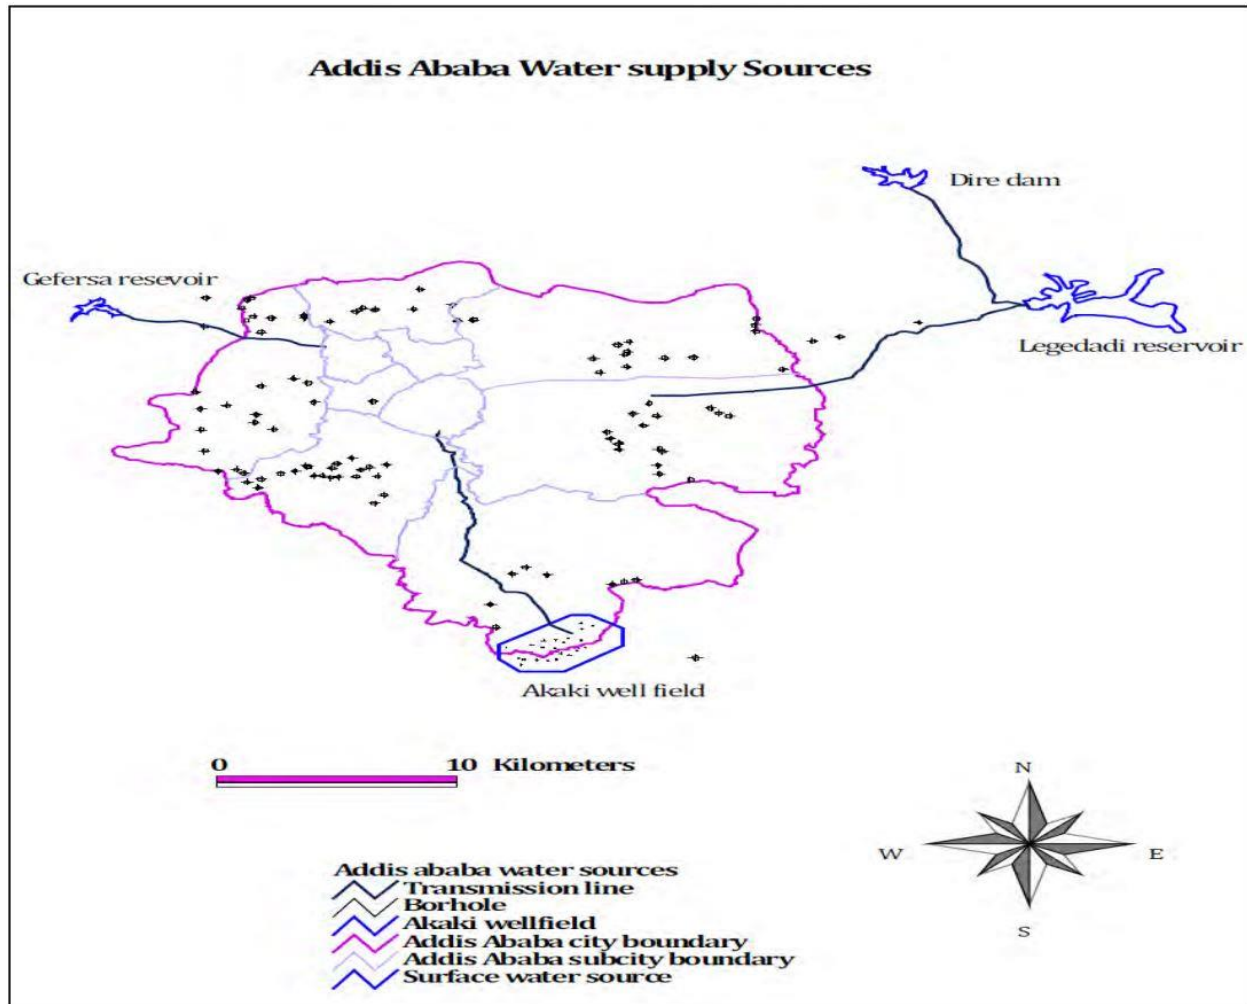 Addis Ababa Water supply Sources
Dire dam
Gefersa resevoir
Legedadi reservoir
Akaki well field
0 10 Kilometers
N
W E
S
Addis ababa water sources
Transmission line
Borhole
Akaki wellfield
Addis Ababa city boundary
Addis Ababa subcity boundary
Surface water source